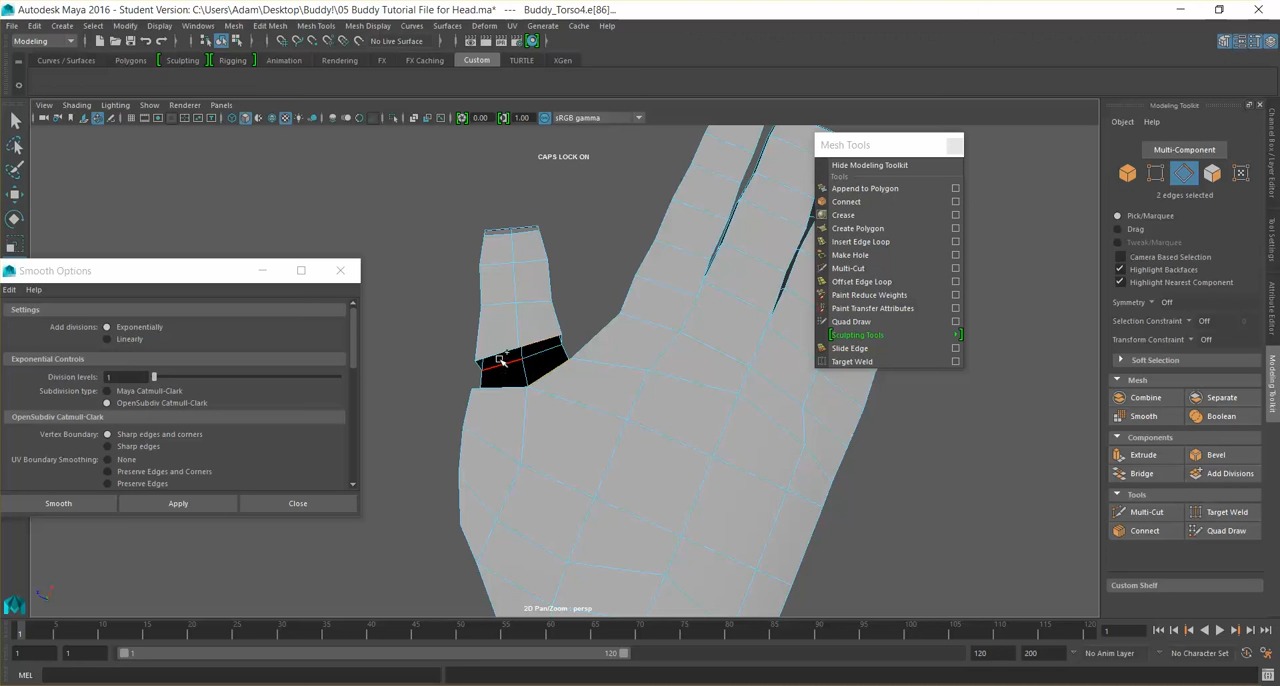 Autodesk Maya 2016 - Student Version: C:\Users\Adam\Desktop\Buddy!\05 Buddy Tutorial File for Head.ma* --- Buddy_Torso4.e[86]...
File Edit Create Select Modify Display Windows Mesh Edit Mesh Mesh Tools Mesh Display Curves Surfaces Deform UV Generate Cache Help
Modeling No Live Surface
Curves / Surfaces Polygons Sculpting Rigging Animation Rendering FX FX Caching Custom TURTLE XGen
View Shading Lighting Show Renderer Panels
0.00 1.00 sRGB gamma
CAPS LOCK ON
Mesh Tools
Hide Modeling Toolkit
Tools
Append to Polygon
Connect
Crease
Create Polygon
Insert Edge Loop
Make Hole
Multi-Cut
Offset Edge Loop
Paint Reduce Weights
Paint Transfer Attributes
Quad Draw
Sculpting Tools
Slide Edge
Target Weld
Smooth Options
Edit Help
Settings
Add divisions: Exponentially
Linearly
Exponential Controls
Division levels: 1
Subdivision type: Maya Catmull-Clark
OpenSubdiv Catmull-Clark
OpenSubdiv Catmull-Clark
Vertex Boundary: Sharp edges and corners
Sharp edges
UV Boundary Smoothing: None
Preserve Edges and Corners
Preserve Edges
Smooth Apply Close
2D Pan/Zoom : persp
Modeling Toolkit
Object Help
Multi-Component
2 edges selected
Pick/Marquee
Drag
Tweak/Marquee
Camera Based Selection
Highlight Backfaces
Highlight Nearest Component
Symmetry Off
Selection Constraint Off
Transform Constraint Off
Soft Selection
Mesh
Combine Separate
Smooth Boolean
Components
Extrude Bevel
Bridge Add Divisions
Tools
Multi-Cut Target Weld
Connect Quad Draw
Custom Shelf
Channel Box / Layer Editor
Tool Settings
Attribute Editor
Modeling Toolkit
1 5 10 15 20 25 30 35 40 45 50 55 60 65 70 75 80 85 90 95 100 105 110 115 120 1
1 1 1 120 120 200 No Anim Layer No Character Set
MEL